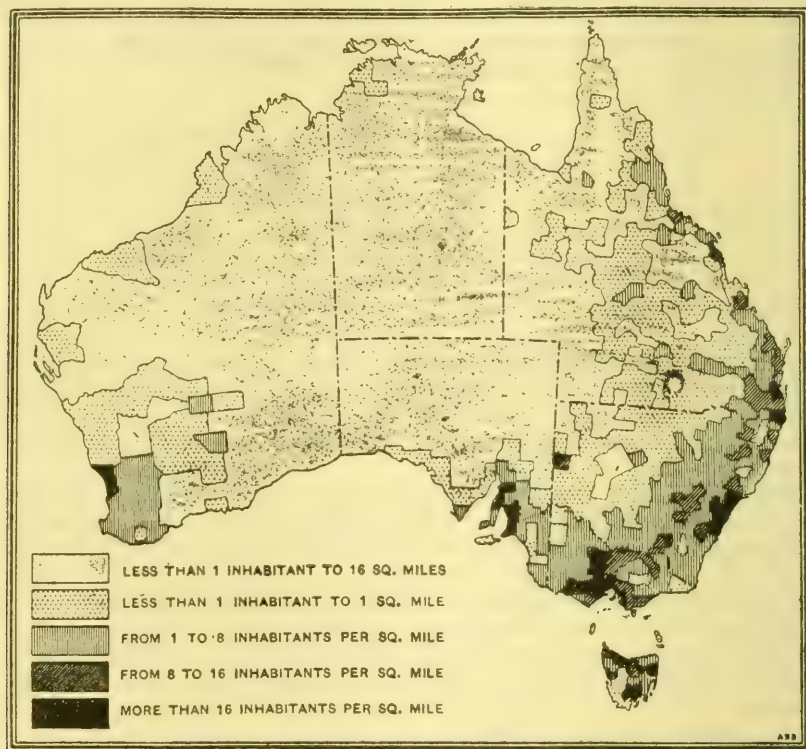 LESS THAN 1 INHABITANT TO 16 SQ. MILES
LESS THAN 1 INHABITANT TO 1 SQ. MILE
FROM 1 TO 8 INHABITANTS PER SQ. MILE
FROM 8 TO 16 INHABITANTS PER SQ. MILE
MORE THAN 16 INHABITANTS PER SQ. MILE